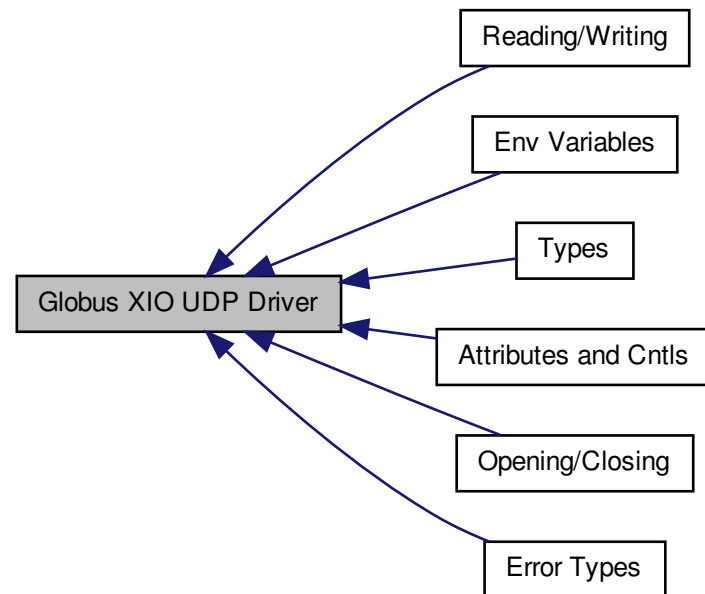 Reading/Writing
Env Variables
Types
Globus XIO UDP Driver
Attributes and Cntls
Opening/Closing
Error Types